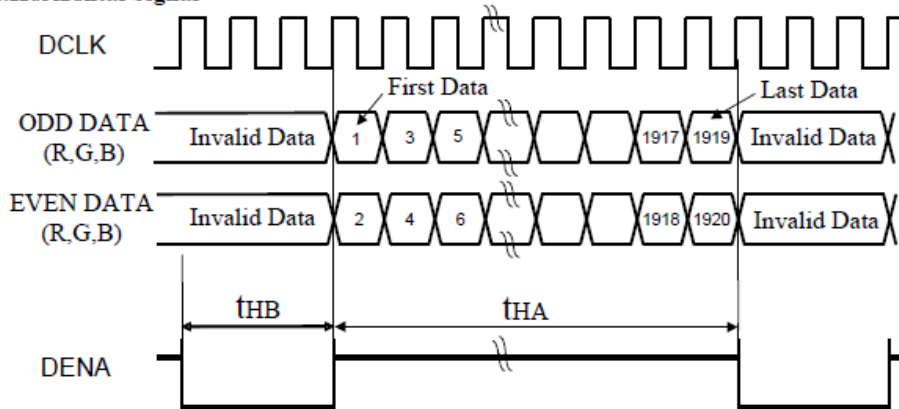 DCLK
First Data
Last Data
ODD DATA
(R,G,B)
Invalid Data 1 3 5 1917 1919 Invalid Data
EVEN DATA
(R,G,B)
Invalid Data 2 4 6 1918 1920 Invalid Data
tHB tHA
DENA